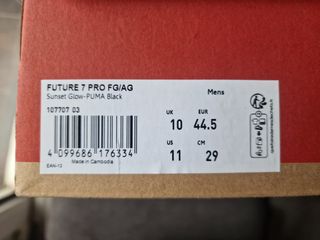 FUTURE 7 PRO FG/AG
Sunset Glow-PUMA Black
Mens
107707 03
UK EUR
10 44.5
US CM
11 29
4 099686 176334
Made in Cambodia
EAN-13